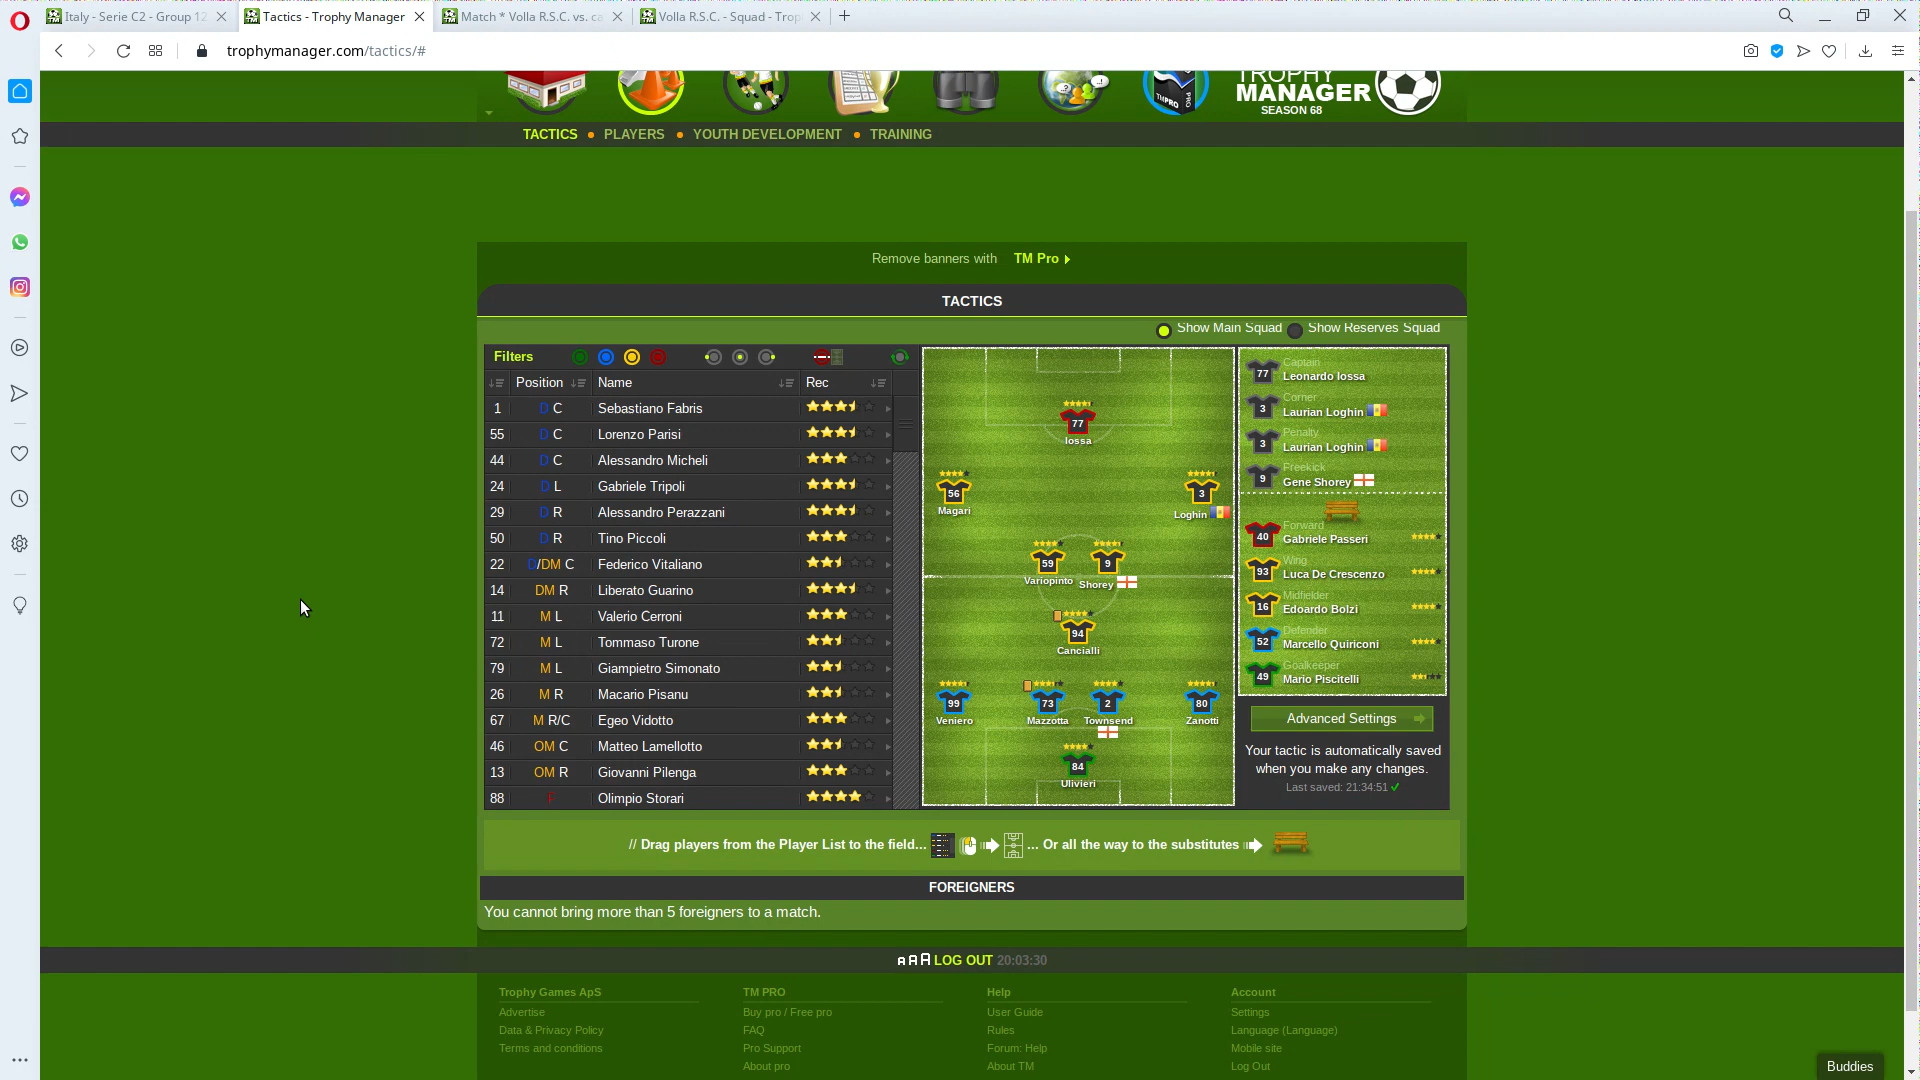 Italy - Serie C2 - Group 12
Tactics - Trophy Manager
Match * Volla R.S.C. vs. ca
Volla R.S.C. - Squad - Trop
trophymanager.com/tactics/#
TROPHY
MANAGER
SEASON 68
TACTICS
PLAYERS
YOUTH DEVELOPMENT
TRAINING
Remove banners with TM Pro
TACTICS
Show Main Squad
Show Reserves Squad
Filters
Position Name Rec
1 D C Sebastiano Fabris
55 D C Lorenzo Parisi
44 D C Alessandro Micheli
24 D L Gabriele Tripoli
29 D R Alessandro Perazzani
50 D R Tino Piccoli
22 D/DM C Federico Vitaliano
14 DM R Liberato Guarino
11 M L Valerio Cerroni
72 M L Tommaso Turone
79 M L Giampietro Simonato
26 M R Macario Pisanu
67 M R/C Egeo Vidotto
46 OM C Matteo Lamellotto
13 OM R Giovanni Pilenga
88 F Olimpio Storari
77
Iossa
56
Magari
3
Loghin
59
Variopinto
9
Shorey
94
Cancialli
99
Veniero
73
Mazzotta
2
Townsend
80
Zanotti
84
Ulivieri
Captain
77 Leonardo Iossa
Corner
3 Laurian Loghin
Penalty
3 Laurian Loghin
Freekick
9 Gene Shorey
Forward
40 Gabriele Passeri
Wing
93 Luca De Crescenzo
Midfielder
16 Edoardo Bolzi
Defender
52 Marcello Quiriconi
Goalkeeper
49 Mario Piscitelli
Advanced Settings
Your tactic is automatically saved
when you make any changes.
Last saved: 21:34:51
// Drag players from the Player List to the field... ... Or all the way to the substitutes
FOREIGNERS
You cannot bring more than 5 foreigners to a match.
A A A LOG OUT 20:03:30
Trophy Games ApS
Advertise
Data & Privacy Policy
Terms and conditions
TM PRO
Buy pro / Free pro
FAQ
Pro Support
About pro
Help
User Guide
Rules
Forum: Help
About TM
Account
Settings
Language (Language)
Mobile site
Log Out
Buddies